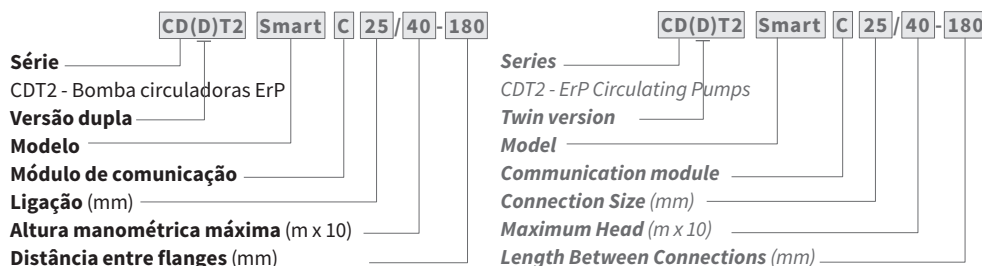 CD(D)T2 Smart C 25/40-180
Série
CDT2 - Bomba circuladoras ErP
Versão dupla
Modelo
Módulo de comunicação
Ligação (mm)
Altura manométrica máxima (m x 10)
Distância entre flanges (mm)
CD(D)T2 Smart C 25/40-180
Series
CDT2 - ErP Circulating Pumps
Twin version
Model
Communication module
Connection Size (mm)
Maximum Head (m x 10)
Length Between Connections (mm)